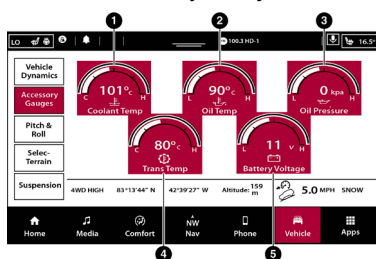 1 2 3
LO 100.3 HD-1 16.5°
Vehicle Dynamics
Accessory Gauges
Pitch & Roll
Selec-Terrain
Suspension
101°c
C H
Coolant Temp
90°c
C H
Oil Temp
0 kpa
L H
Oil Pressure
80°c
C H
Trans Temp
11 v
L H
Battery Voltage
4WD HIGH 83°13'44" N 42°39'27" W Altitude: 159 m 5.0 MPH SNOW
Home Media Comfort NW Nav Phone Vehicle Apps
4 5